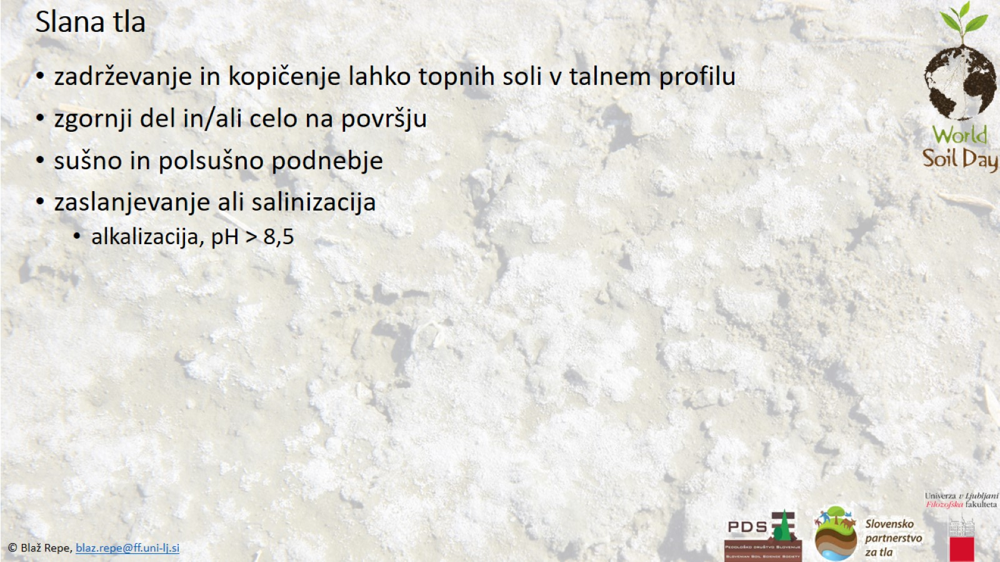 Slana tla
• zadrževanje in kopičenje lahko topnih soli v talnem profilu
• zgornji del in/ali celo na površju
• sušno in polsušno podnebje
• zaslanjevanje ali salinizacija
• alkalizacija, pH > 8,5
World
Soil Day
Univerza v Ljubljani
Filozofska fakulteta
PDS
PEDOLOŠKO DRUŠTVO SLOVENIJE
SLOVENIAN SOIL SCIENCE SOCIETY
Slovensko
partnerstvo
za tla
© Blaž Repe, blaz.repe@ff.uni-lj.si